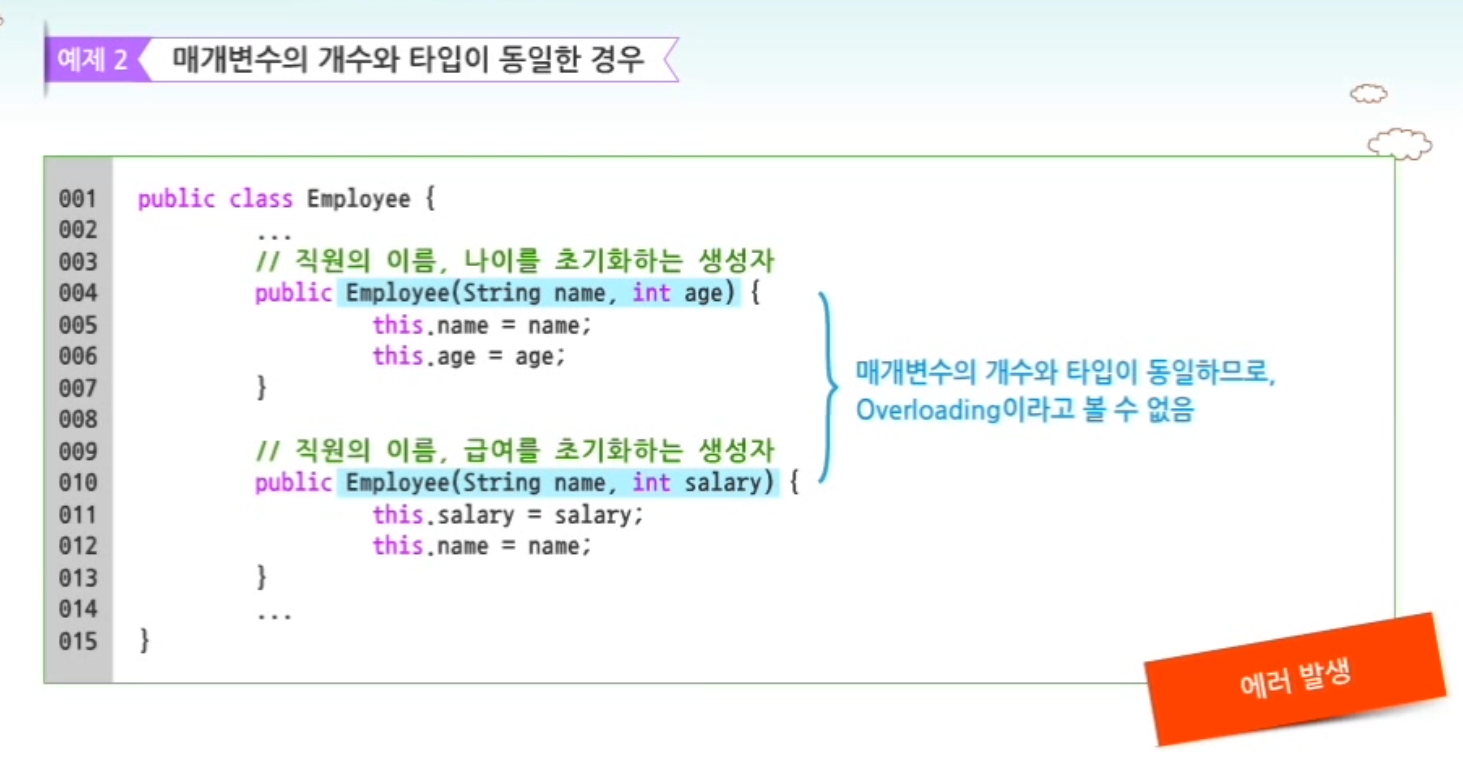 예제 2 매개변수의 개수와 타입이 동일한 경우
001 public class Employee {
002 ...
003 // 직원의 이름, 나이를 초기화하는 생성자
004 public Employee(String name, int age) {
005 this.name = name;
006 this.age = age;
007 }
008
009 // 직원의 이름, 급여를 초기화하는 생성자
010 public Employee(String name, int salary) {
011 this.salary = salary;
012 this.name = name;
013 }
014 ...
015 }
매개변수의 개수와 타입이 동일하므로,
Overloading이라고 볼 수 없음
에러 발생